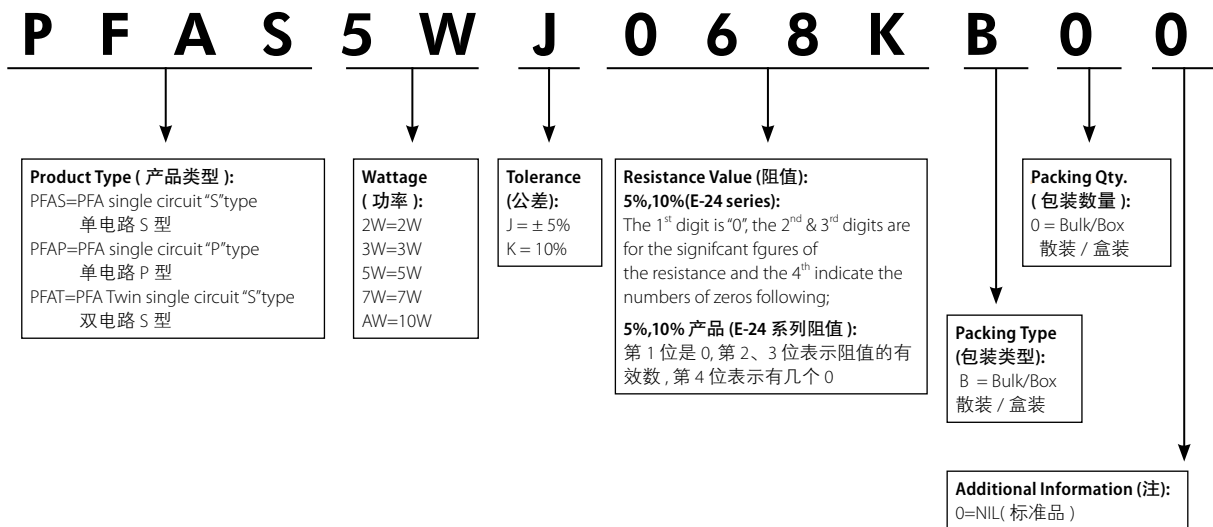 P F A S 5 W J 0 6 8 K B 0 0
Product Type ( 产品类型 ):
PFAS=PFA single circuit “S”type
单电路 S 型
PFAP=PFA single circuit “P”type
单电路 P 型
PFAT=PFA Twin single circuit “S”type
双电路 S 型
Wattage
( 功率 ):
2W=2W
3W=3W
5W=5W
7W=7W
AW=10W
Tolerance
(公差):
J = ± 5%
K = 10%
Resistance Value (阻值):
5%,10%(E-24 series):
The 1st digit is “0”, the 2nd & 3rd digits are
for the signifcant fgures of
the resistance and the 4th indicate the
numbers of zeros following;
5%,10% 产品 (E-24 系列阻值 ):
第 1 位是 0, 第 2、3 位表示阻值的有
效数 , 第 4 位表示有几个 0
Packing Type
(包装类型):
B = Bulk/Box
散装 / 盒装
Packing Qty.
( 包装数量 ):
0 = Bulk/Box
散装 / 盒装
Additional Information (注):
0=NIL( 标准品 )